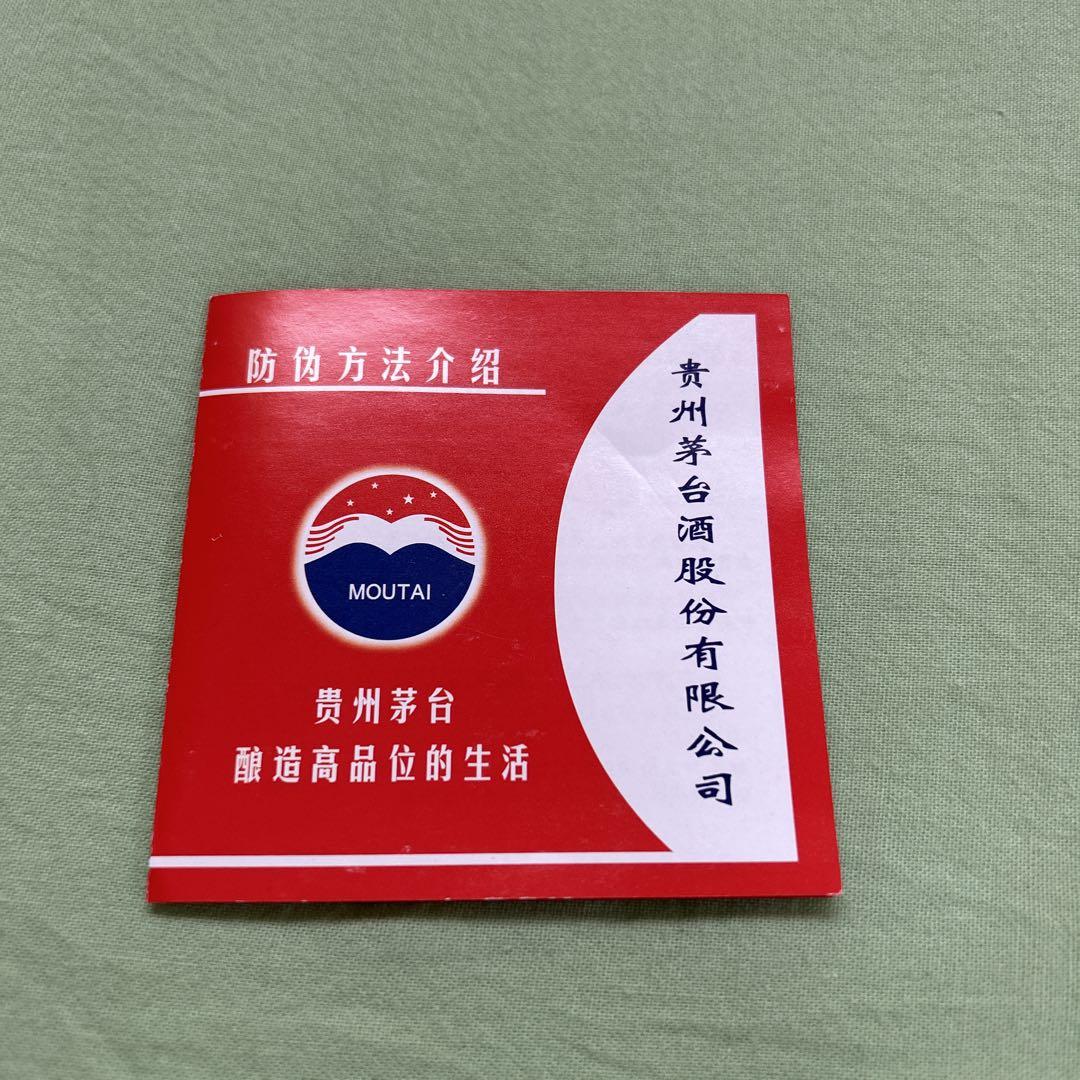 防伪方法介绍
MOUTAI
贵州茅台
酿造高品位的生活
贵州茅台酒股份有限公司